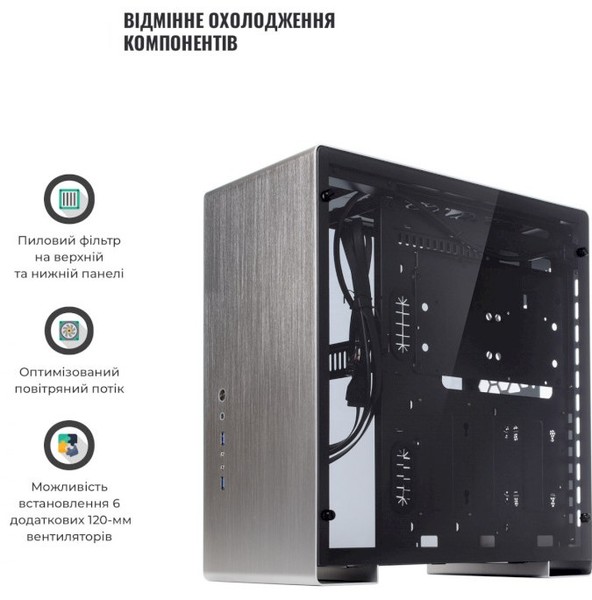 ВІДМІННЕ ОХОЛОДЖЕННЯ
КОМПОНЕНТІВ
Пиловий фільтр
на верхній
та нижній панелі
Оптимізований
повітряний потік
Можливість
встановлення 6
додаткових 120-мм
вентиляторів